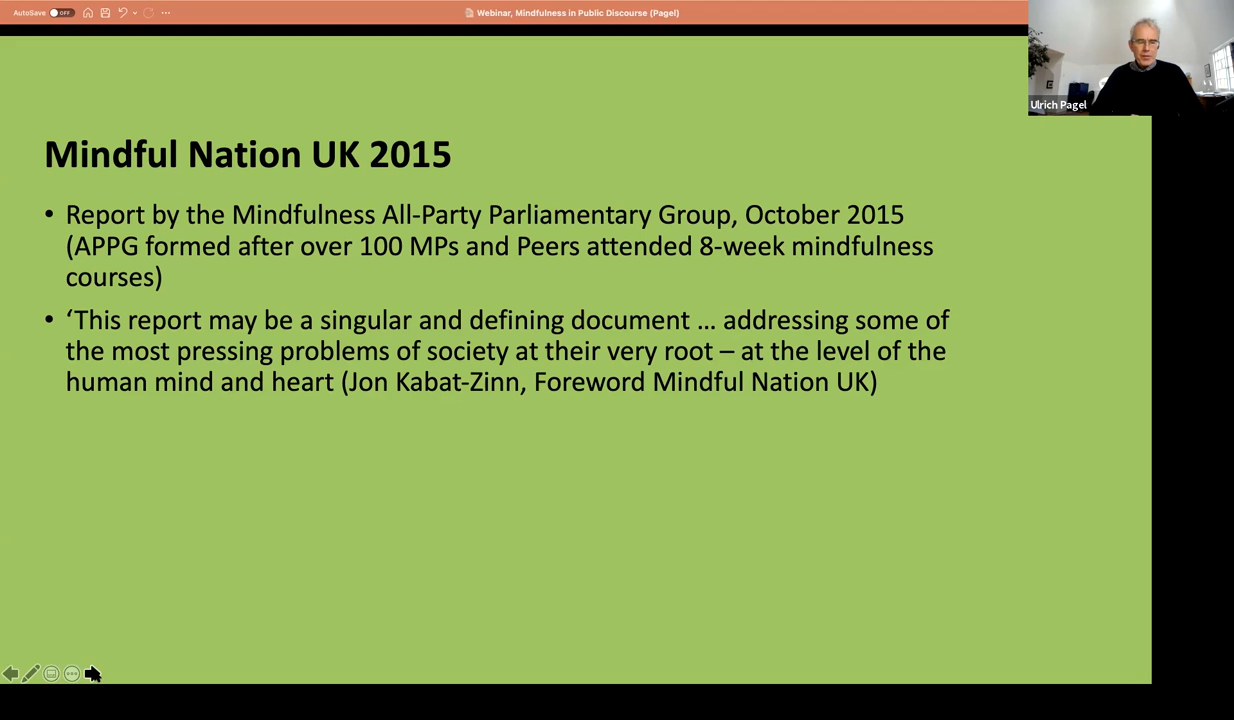 AutoSave OFF
Webinar, Mindfulness in Public Discourse (Pagel)
Ulrich Pagel
Mindful Nation UK 2015
• Report by the Mindfulness All-Party Parliamentary Group, October 2015
(APPG formed after over 100 MPs and Peers attended 8-week mindfulness
courses)
• ‘This report may be a singular and defining document ... addressing some of
the most pressing problems of society at their very root – at the level of the
human mind and heart (Jon Kabat-Zinn, Foreword Mindful Nation UK)